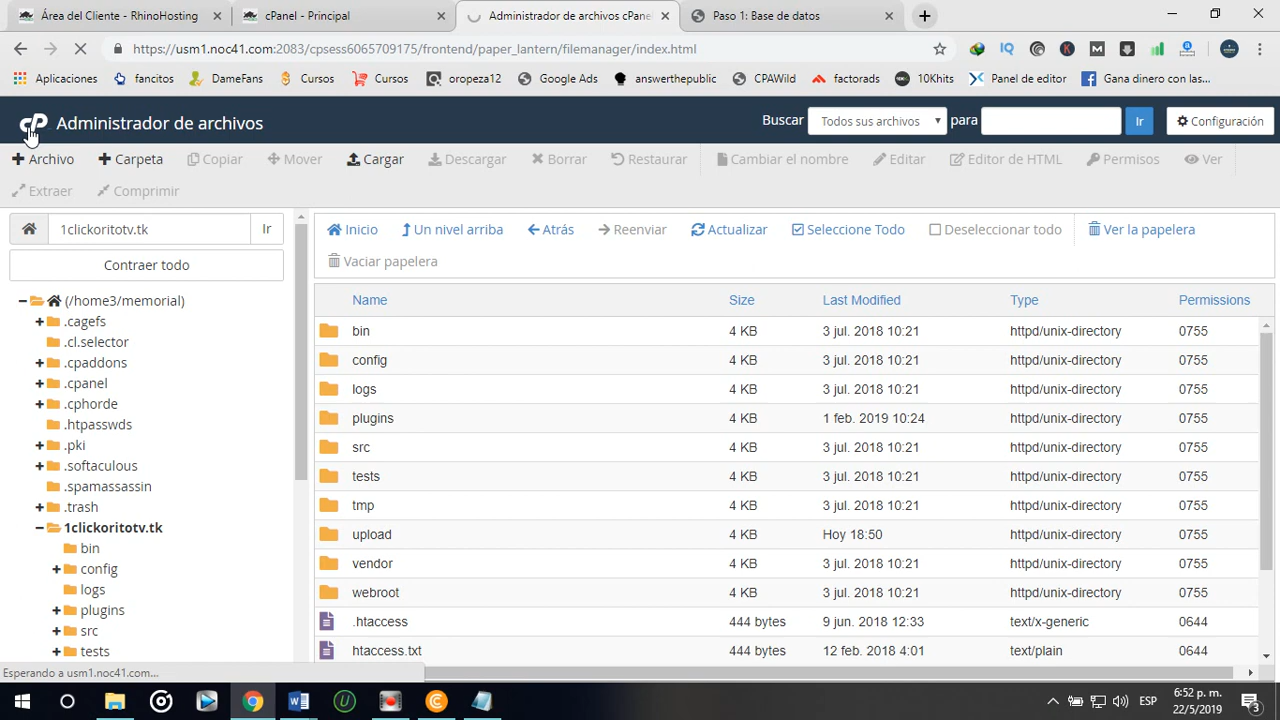 Área del Cliente - RhinoHosting
cPanel - Principal
Administrador de archivos cPane
Paso 1: Base de datos
https://usm1.noc41.com:2083/cpsess6065709175/frontend/paper_lantern/filemanager/index.html
Aplicaciones
fancitos
DameFans
Cursos
Cursos
oropeza12
Google Ads
answerthepublic
CPAWild
factorads
10Khits
Panel de editor
Gana dinero con las...
cP Administrador de archivos
Buscar
Todos sus archivos
para
Ir
Configuración
Archivo
Carpeta
Copiar
Mover
Cargar
Descargar
Borrar
Restaurar
Cambiar el nombre
Editar
Editor de HTML
Permisos
Ver
Extraer
Comprimir
1clickoritotv.tk
Ir
Contraer todo
(/home3/memorial)
.cagefs
.cl.selector
.cpaddons
.cpanel
.cphorde
.htpasswds
.pki
.softaculous
.spamassassin
.trash
1clickoritotv.tk
bin
config
logs
plugins
src
tests
Inicio
Un nivel arriba
Atrás
Reenviar
Actualizar
Seleccione Todo
Deseleccionar todo
Ver la papelera
Vaciar papelera
Name Size Last Modified Type Permissions
bin 4 KB 3 jul. 2018 10:21 httpd/unix-directory 0755
config 4 KB 3 jul. 2018 10:21 httpd/unix-directory 0755
logs 4 KB 3 jul. 2018 10:21 httpd/unix-directory 0755
plugins 4 KB 1 feb. 2019 10:24 httpd/unix-directory 0755
src 4 KB 3 jul. 2018 10:21 httpd/unix-directory 0755
tests 4 KB 3 jul. 2018 10:21 httpd/unix-directory 0755
tmp 4 KB 3 jul. 2018 10:21 httpd/unix-directory 0755
upload 4 KB Hoy 18:50 httpd/unix-directory 0755
vendor 4 KB 3 jul. 2018 10:21 httpd/unix-directory 0755
webroot 4 KB 3 jul. 2018 10:21 httpd/unix-directory 0755
.htaccess 444 bytes 9 jun. 2018 12:33 text/x-generic 0644
htaccess.txt 444 bytes 12 feb. 2018 4:01 text/plain 0644
Esperando a usm1.noc41.com...
ESP
6:52 p. m.
22/5/2019
3